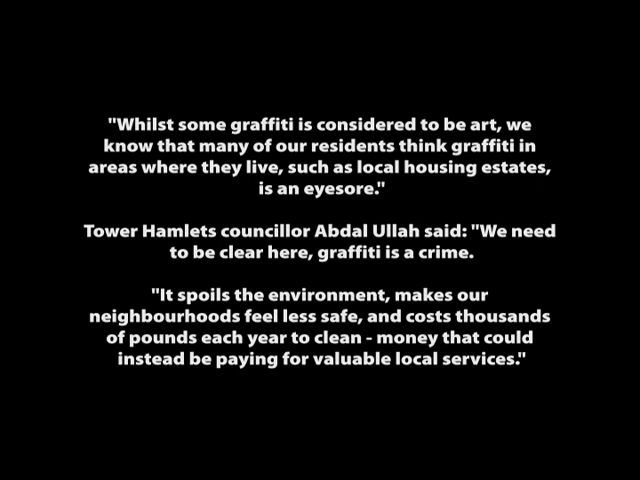 "Whilst some graffiti is considered to be art, we
know that many of our residents think graffiti in
areas where they live, such as local housing estates,
is an eyesore."
Tower Hamlets councillor Abdal Ullah said: "We need
to be clear here, graffiti is a crime.
"It spoils the environment, makes our
neighbourhoods feel less safe, and costs thousands
of pounds each year to clean - money that could
instead be paying for valuable local services."